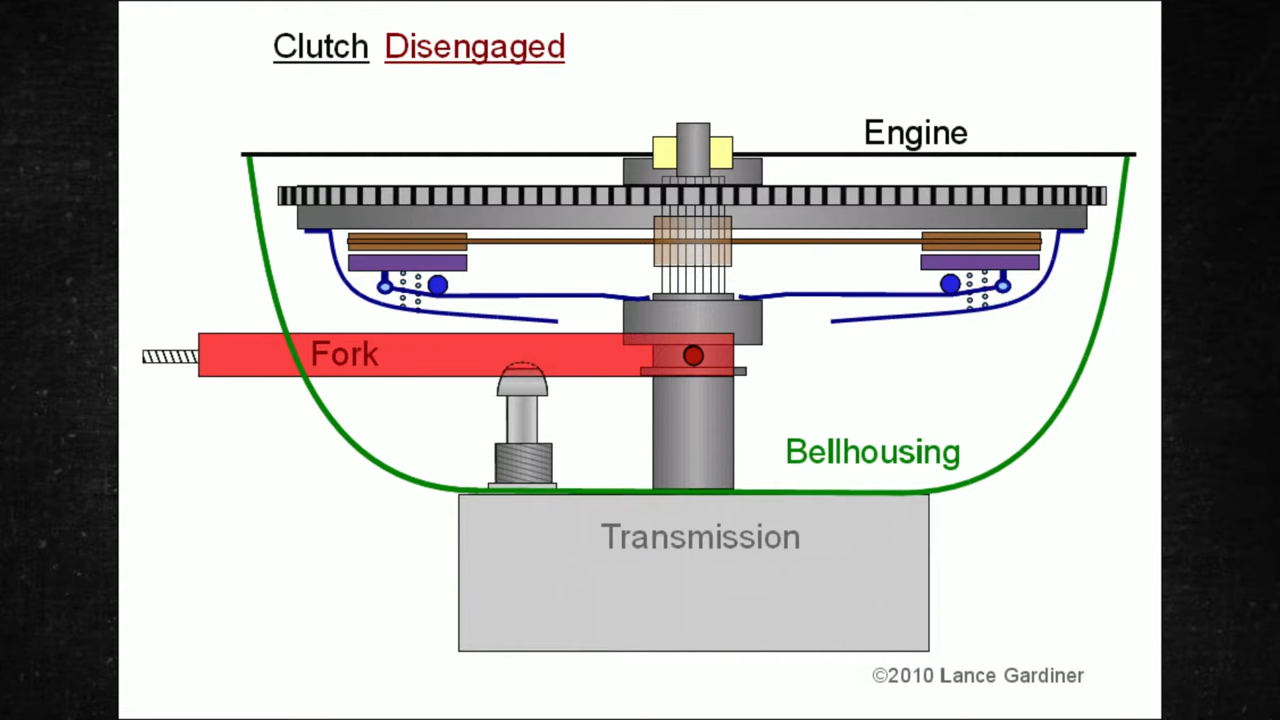 Clutch Disengaged
Engine
Fork
Bellhousing
Transmission
©2010 Lance Gardiner